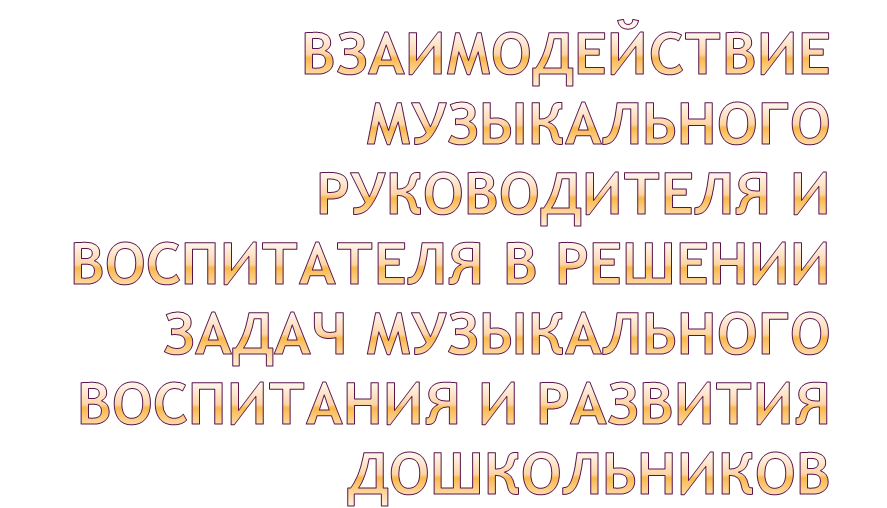 ВЗАИМОДЕЙСТВИЕ
МУЗЫКАЛЬНОГО
РУКОВОДИТЕЛЯ И
ВОСПИТАТЕЛЯ В РЕШЕНИИ
ЗАДАЧ МУЗЫКАЛЬНОГО
ВОСПИТАНИЯ И РАЗВИТИЯ
ДОШКОЛЬНИКОВ